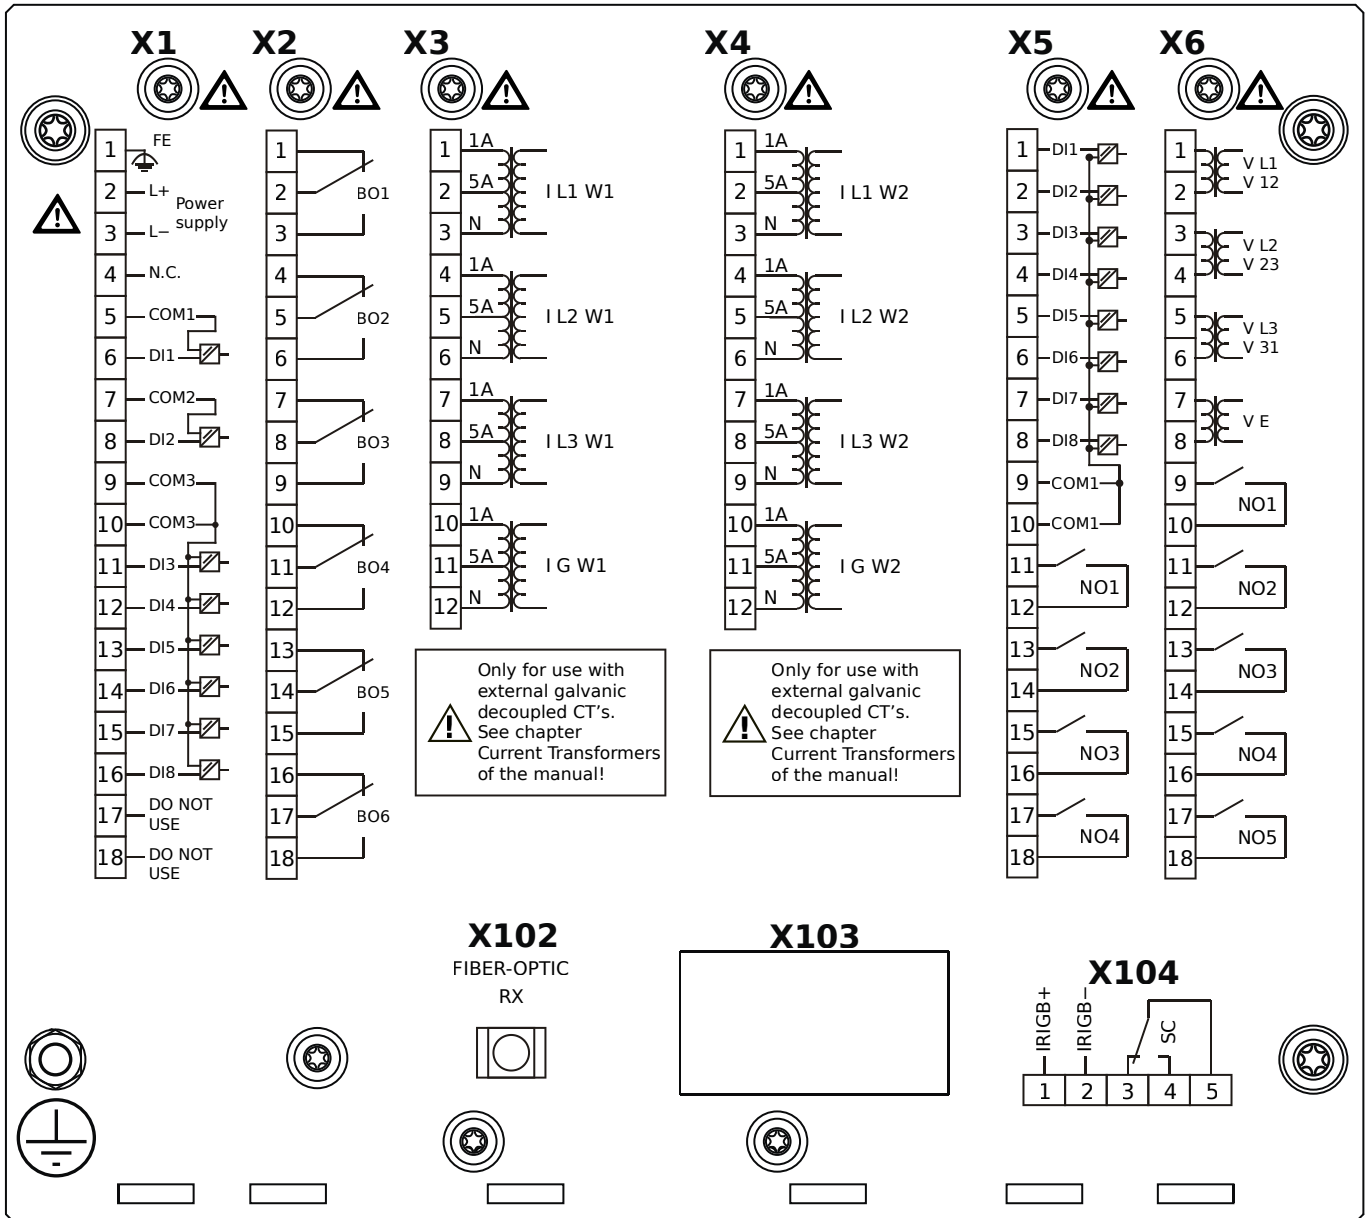 X1
X2
X3
X4
X5
X6
1 FE
2 L+
Power
supply
3 L−
4 N.C.
5 COM1
6 DI1
7 COM2
8 DI2
9 COM3
10 COM3
11 DI3
12 DI4
13 DI5
14 DI6
15 DI7
16 DI8
17 DO NOT
USE
18 DO NOT
USE
1
2 BO1
3
4
5 BO2
6
7
8 BO3
9
10
11 BO4
12
13
14 BO5
15
16
17 BO6
18
1 1A
2 5A I L1 W1
3 N
4 1A
5 5A I L2 W1
6 N
7 1A
8 5A I L3 W1
9 N
10 1A
11 5A I G W1
12 N
Only for use with
external galvanic
decoupled CT's.
See chapter
Current Transformers
of the manual!
1 1A
2 5A I L1 W2
3 N
4 1A
5 5A I L2 W2
6 N
7 1A
8 5A I L3 W2
9 N
10 1A
11 5A I G W2
12 N
Only for use with
external galvanic
decoupled CT's.
See chapter
Current Transformers
of the manual!
1 DI1
2 DI2
3 DI3
4 DI4
5 DI5
6 DI6
7 DI7
8 DI8
9 COM1
10 COM1
11
NO1
12
13
NO2
14
15
NO3
16
17
NO4
18
1 V L1
2 V 12
3 V L2
4 V 23
5 V L3
6 V 31
7
V E
8
9
NO1
10
11
NO2
12
13
NO3
14
15
NO4
16
17
NO5
18
X102
FIBER-OPTIC
RX
X103
X104
IRIGB+
IRIGB−
SC
1 2 3 4 5